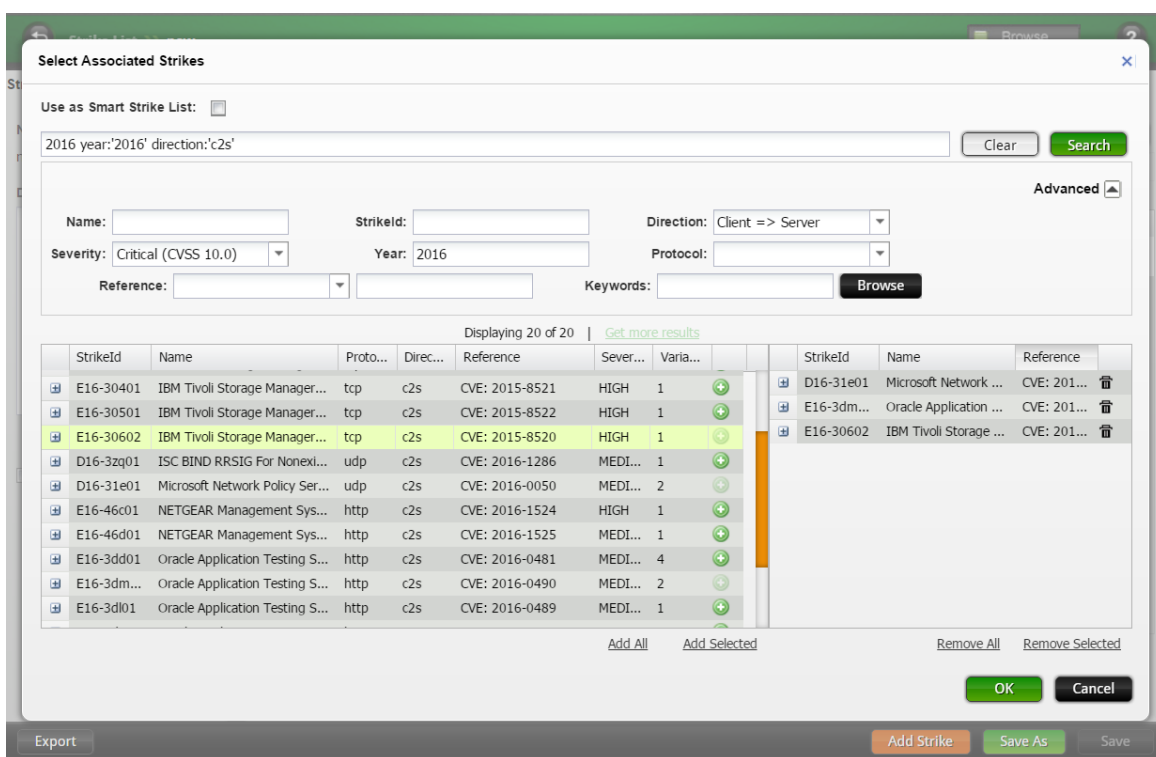 Browse
?
Select Associated Strikes
Use as Smart Strike List:
2016 year:'2016' direction:'c2s'
Clear
Search
Advanced
Name:
StrikeId:
Direction: Client => Server
Severity: Critical (CVSS 10.0)
Year: 2016
Protocol:
Reference:
Keywords:
Browse
Displaying 20 of 20 | Get more results
StrikeId Name Proto... Direc... Reference Sever... Varia...
E16-30401 IBM Tivoli Storage Manager... tcp c2s CVE: 2015-8521 HIGH 1
E16-30501 IBM Tivoli Storage Manager... tcp c2s CVE: 2015-8522 HIGH 1
E16-30602 IBM Tivoli Storage Manager... tcp c2s CVE: 2015-8520 HIGH 1
D16-3zq01 ISC BIND RRSIG For Nonexi... udp c2s CVE: 2016-1286 MEDI... 1
D16-31e01 Microsoft Network Policy Ser... udp c2s CVE: 2016-0050 MEDI... 2
E16-46c01 NETGEAR Management Sys... http c2s CVE: 2016-1524 HIGH 1
E16-46d01 NETGEAR Management Sys... http c2s CVE: 2016-1525 MEDI... 1
E16-3dd01 Oracle Application Testing S... http c2s CVE: 2016-0481 MEDI... 4
E16-3dm... Oracle Application Testing S... http c2s CVE: 2016-0490 MEDI... 2
E16-3dl01 Oracle Application Testing S... http c2s CVE: 2016-0489 MEDI... 1
StrikeId Name Reference
D16-31e01 Microsoft Network ... CVE: 201...
E16-3dm... Oracle Application ... CVE: 201...
E16-30602 IBM Tivoli Storage ... CVE: 201...
Add All
Add Selected
Remove All
Remove Selected
OK
Cancel
Export
Add Strike
Save As
Save